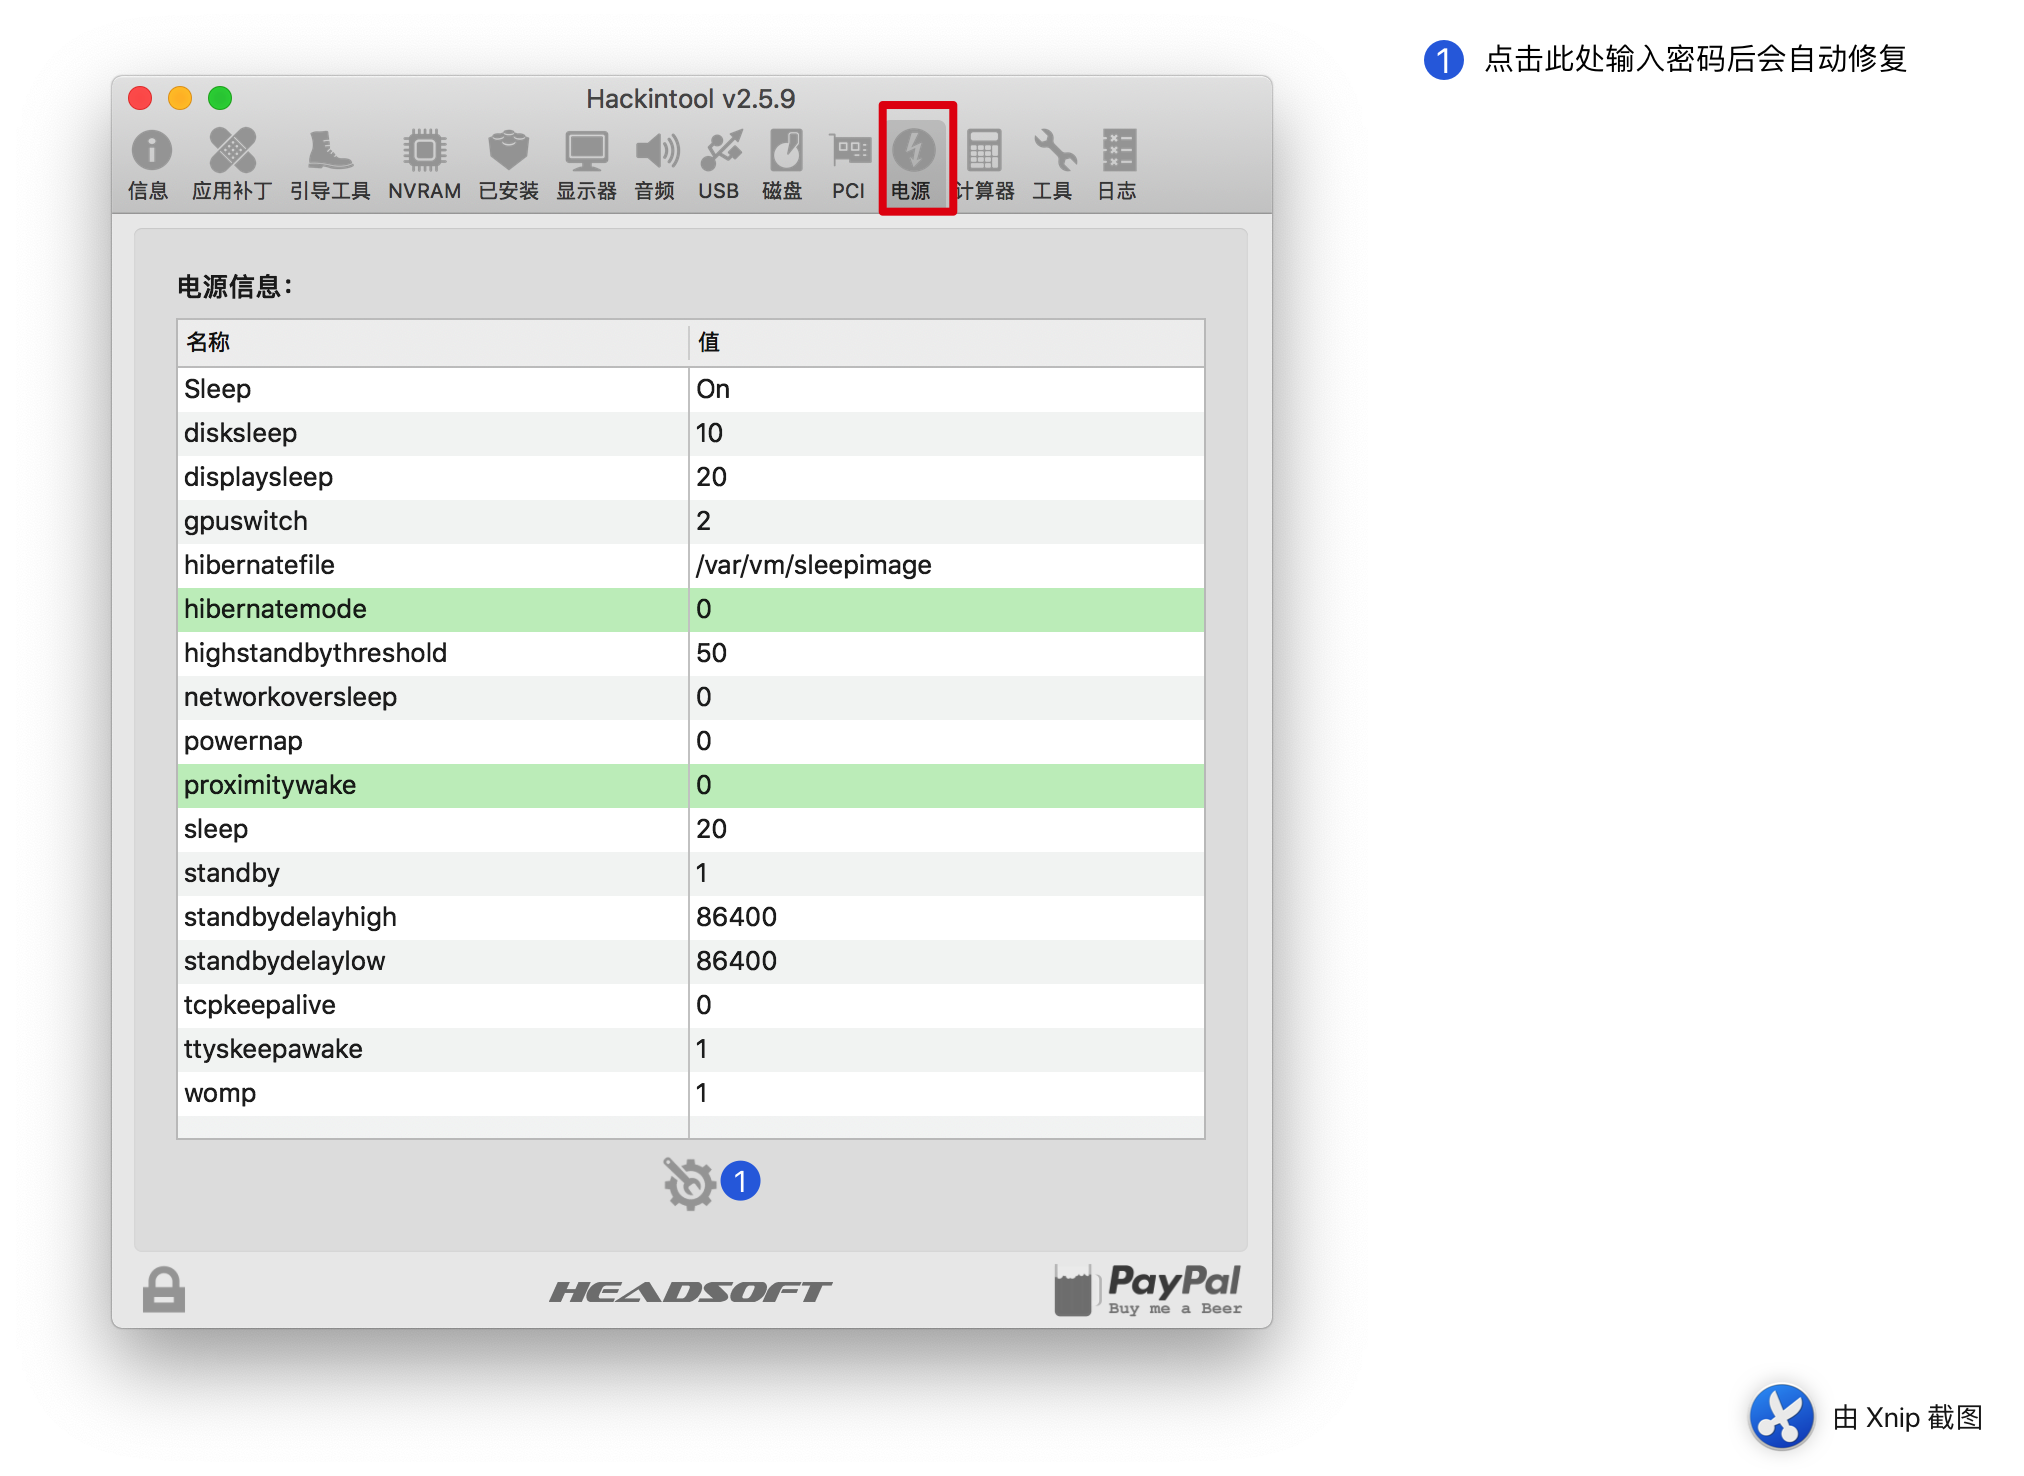 1 点击此处输入密码后会自动修复
Hackintool v2.5.9
信息 应用补丁 引导工具 NVRAM 已安装 显示器 音频 USB 磁盘 PCI 电源 计算器 工具 日志
电源信息：
名称 值
Sleep On
disksleep 10
displaysleep 20
gpuswitch 2
hibernatefile /var/vm/sleepimage
hibernatemode 0
highstandbythreshold 50
networkoversleep 0
powernap 0
proximitywake 0
sleep 20
standby 1
standbydelayhigh 86400
standbydelaylow 86400
tcpkeepalive 0
ttyskeepawake 1
womp 1
1
HEADSOFT
PayPal
Buy me a Beer
由 Xnip 截图